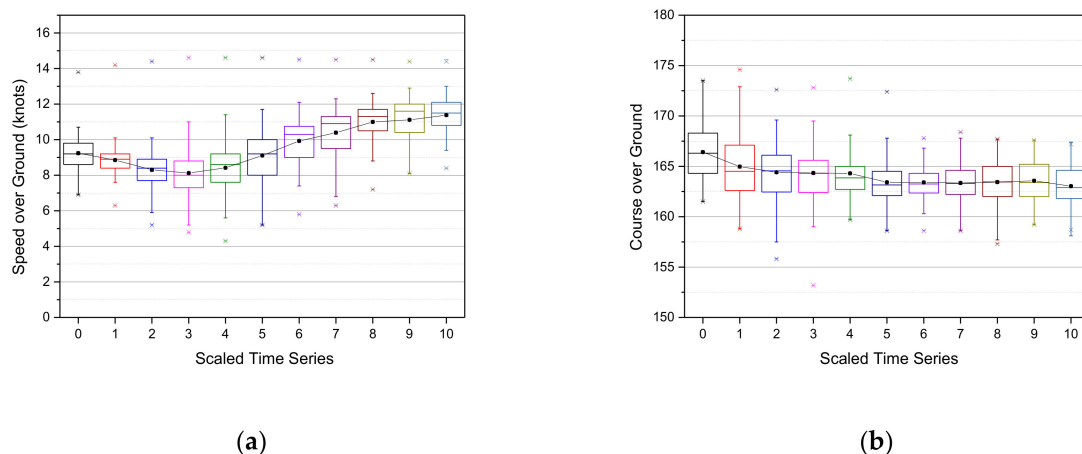 16
14
12
10
8
6
4
2
0
Speed over Ground (knots)
0 1 2 3 4 5 6 7 8 9 10
Scaled Time Series
(a)
180
175
170
165
160
155
150
Course over Ground
0 1 2 3 4 5 6 7 8 9 10
Scaled Time Series
(b)